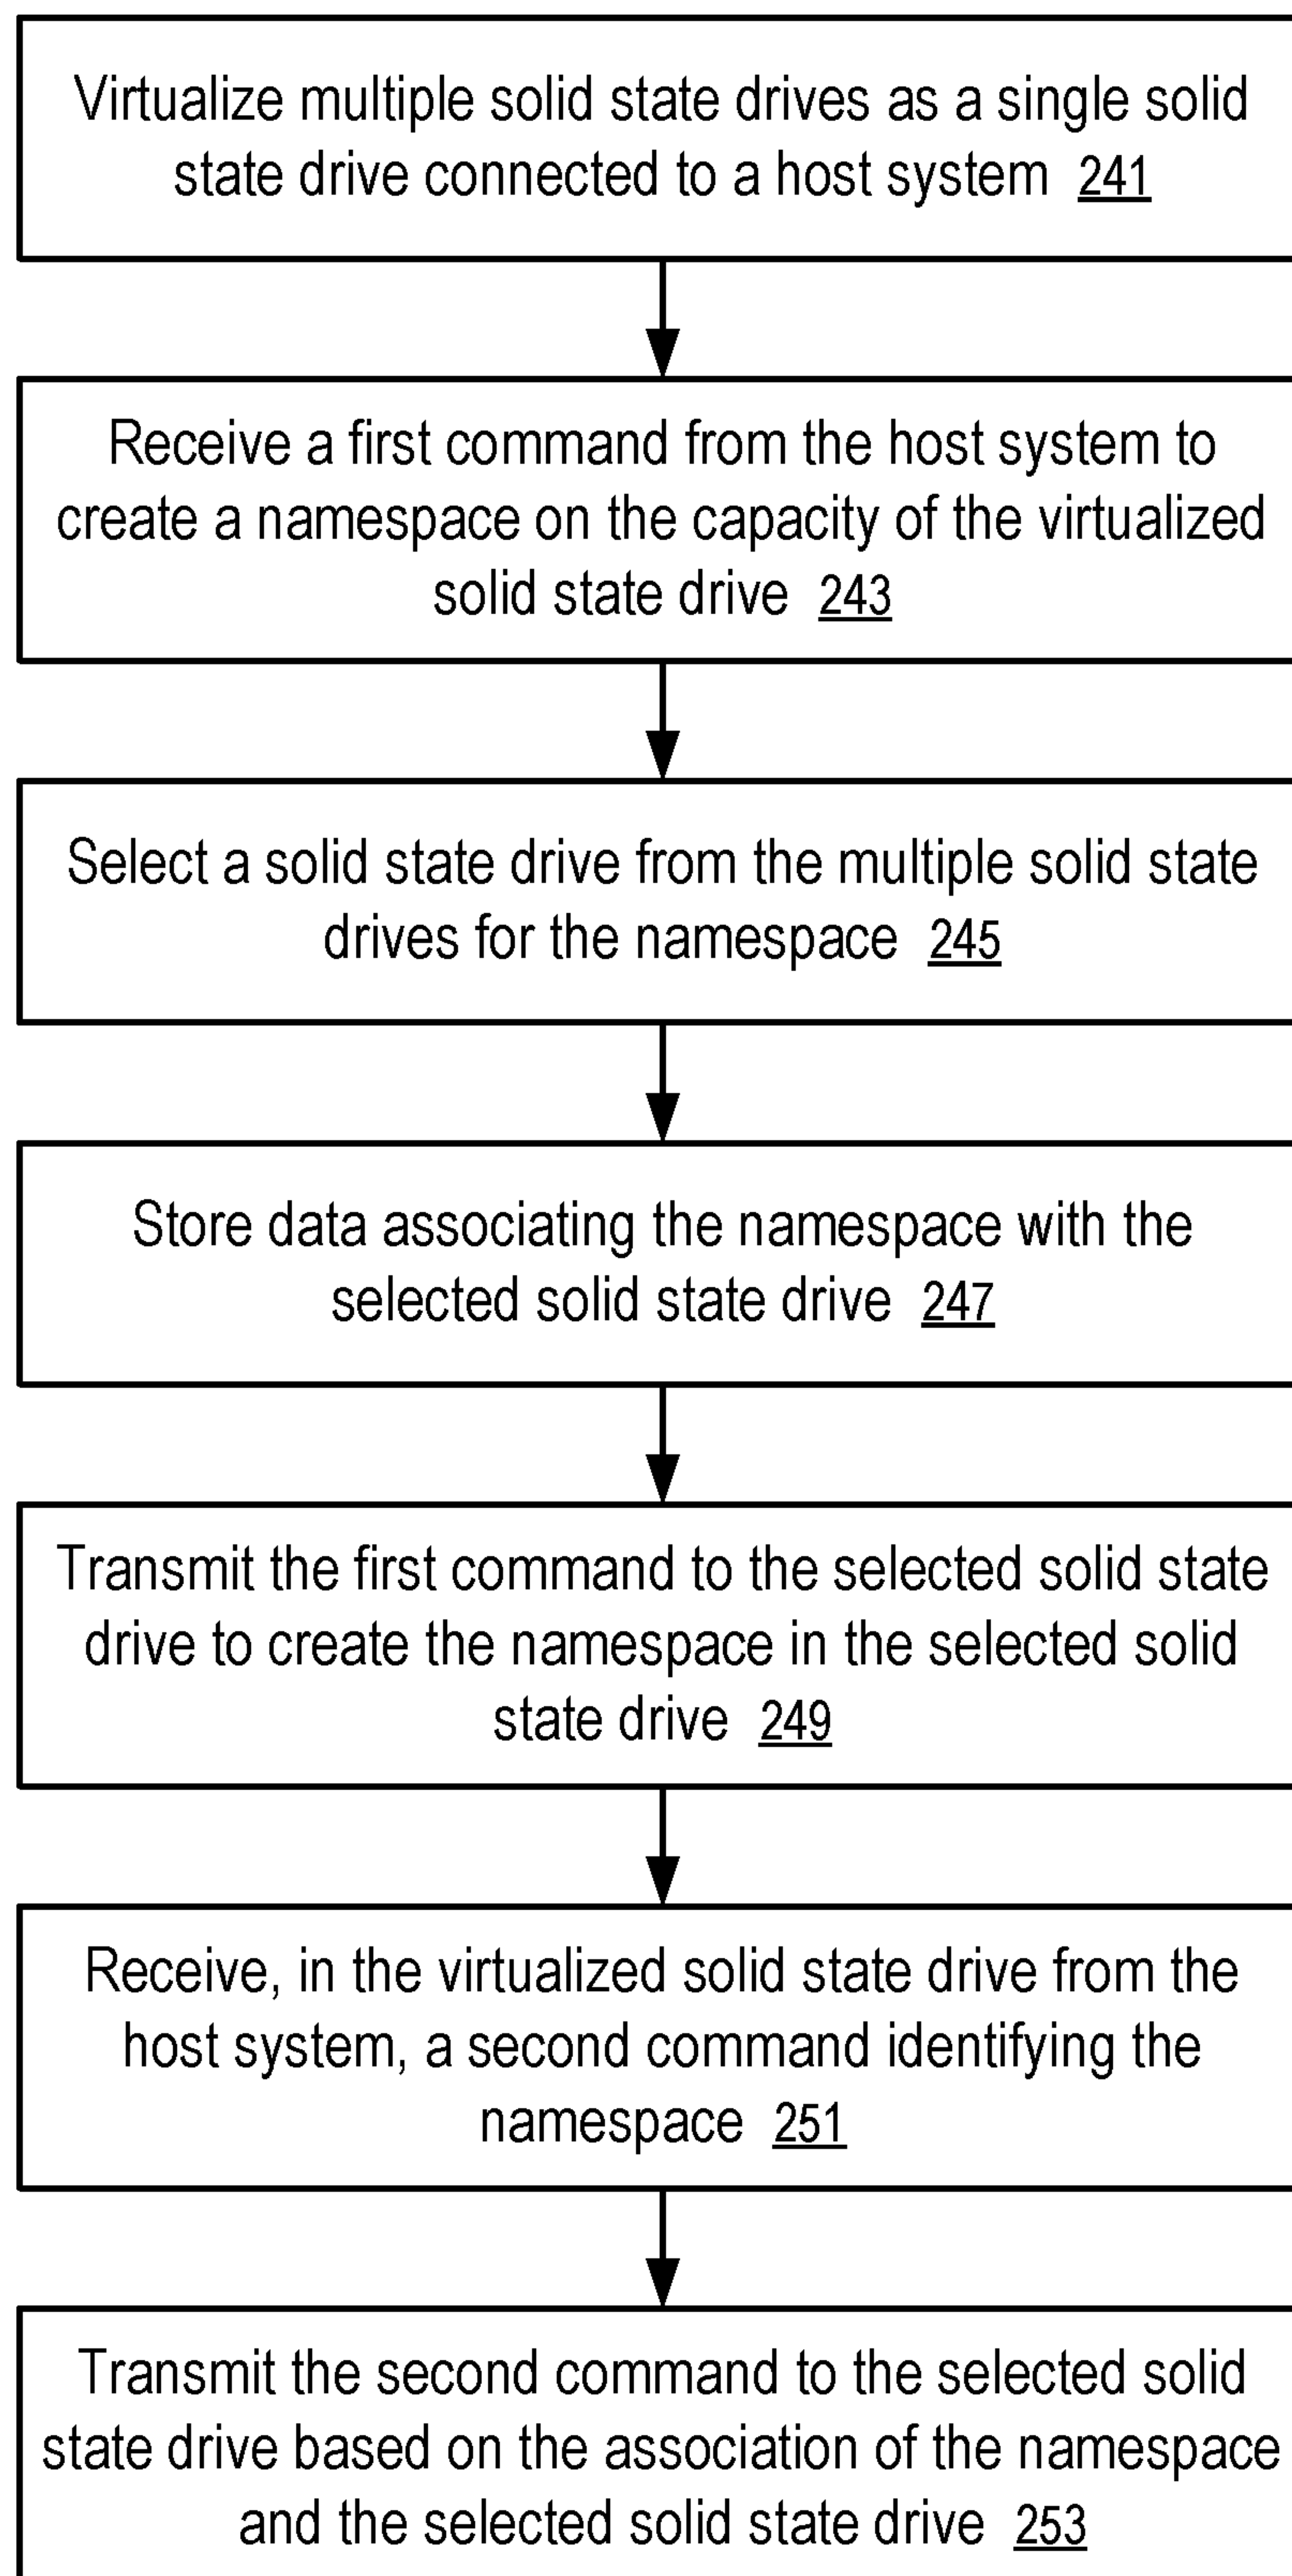 Virtualize multiple solid state drives as a single solid
state drive connected to a host system 241
Receive a first command from the host system to
create a namespace on the capacity of the virtualized
solid state drive 243
Select a solid state drive from the multiple solid state
drives for the namespace 245
Store data associating the namespace with the
selected solid state drive 247
Transmit the first command to the selected solid state
drive to create the namespace in the selected solid
state drive 249
Receive, in the virtualized solid state drive from the
host system, a second command identifying the
namespace 251
Transmit the second command to the selected solid
state drive based on the association of the namespace
and the selected solid state drive 253